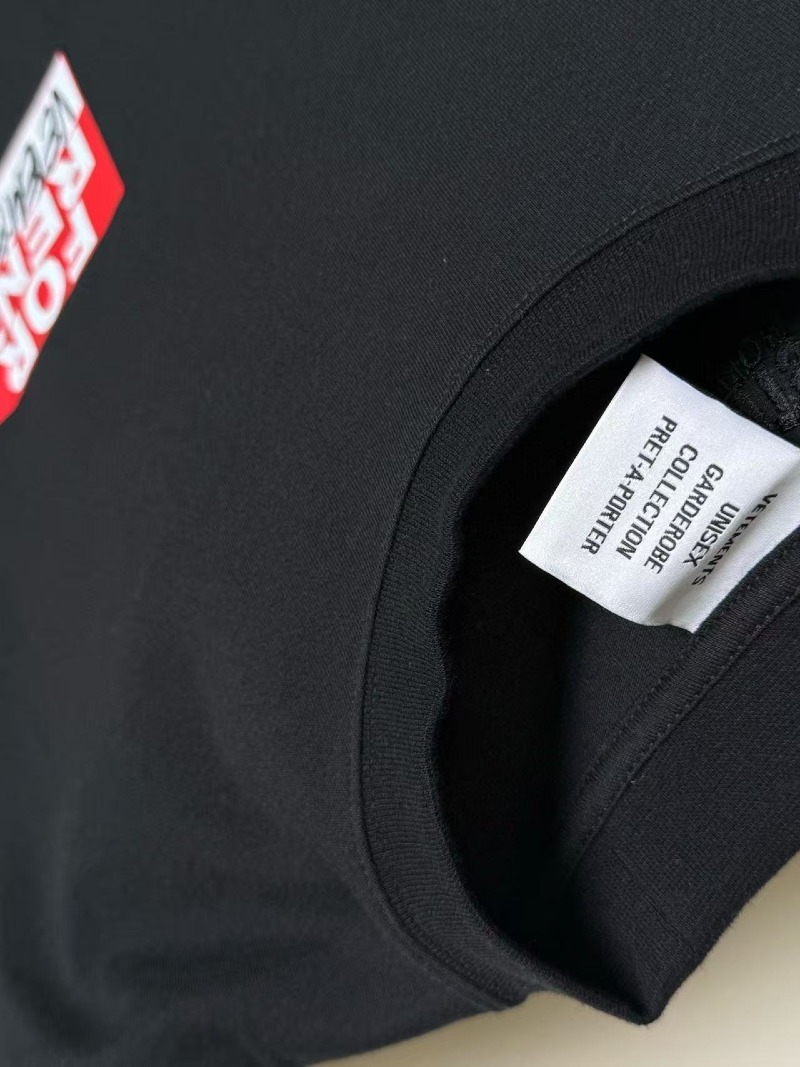 VETEMENTS
UNISEX
GARDEROBE
COLLECTION
PRET-A-PORTER
FOR